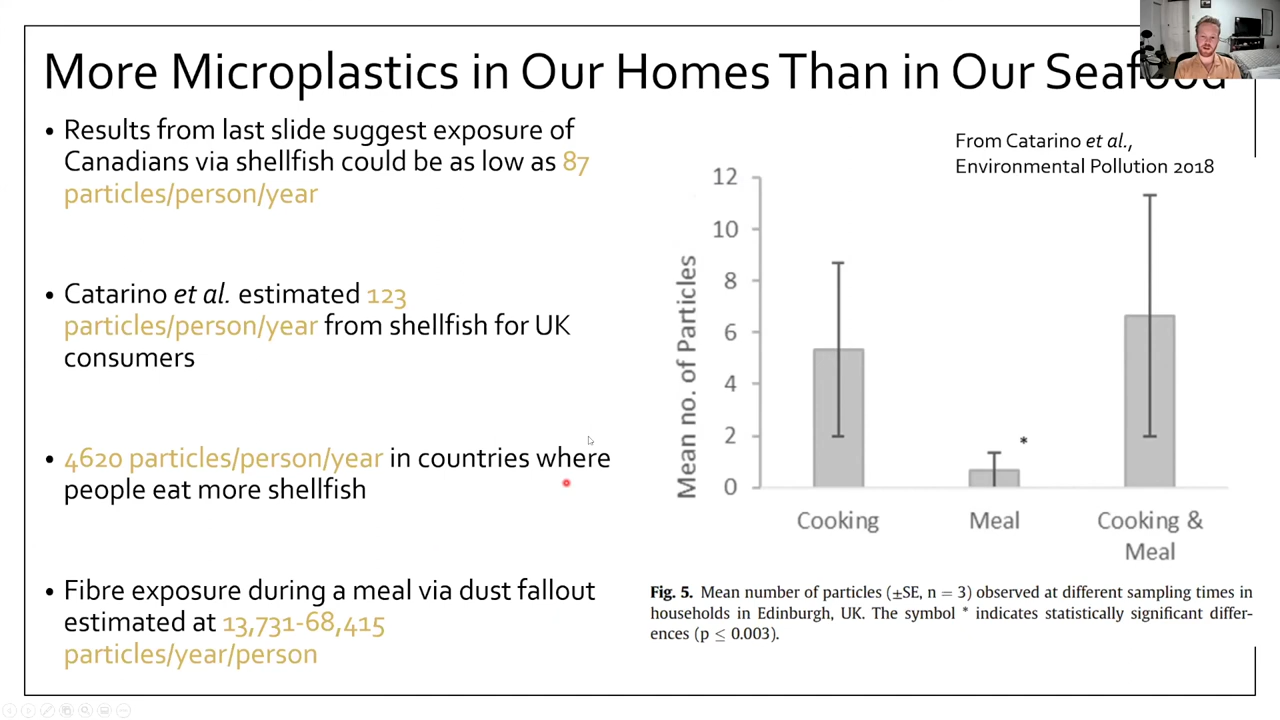 More Microplastics in Our Homes Than in Our Seafood
• Results from last slide suggest exposure of
Canadians via shellfish could be as low as 87
particles/person/year
• Catarino et al. estimated 123
particles/person/year from shellfish for UK
consumers
• 4620 particles/person/year in countries where
people eat more shellfish
• Fibre exposure during a meal via dust fallout
estimated at 13,731-68,415
particles/year/person
From Catarino et al.,
Environmental Pollution 2018
Mean no. of Particles
12
10
8
6
4
2
0
*
Cooking
Meal
Cooking &
Meal
Fig. 5. Mean number of particles (±SE, n = 3) observed at different sampling times in
households in Edinburgh, UK. The symbol * indicates statistically significant differ-
ences (p ≤ 0.003).